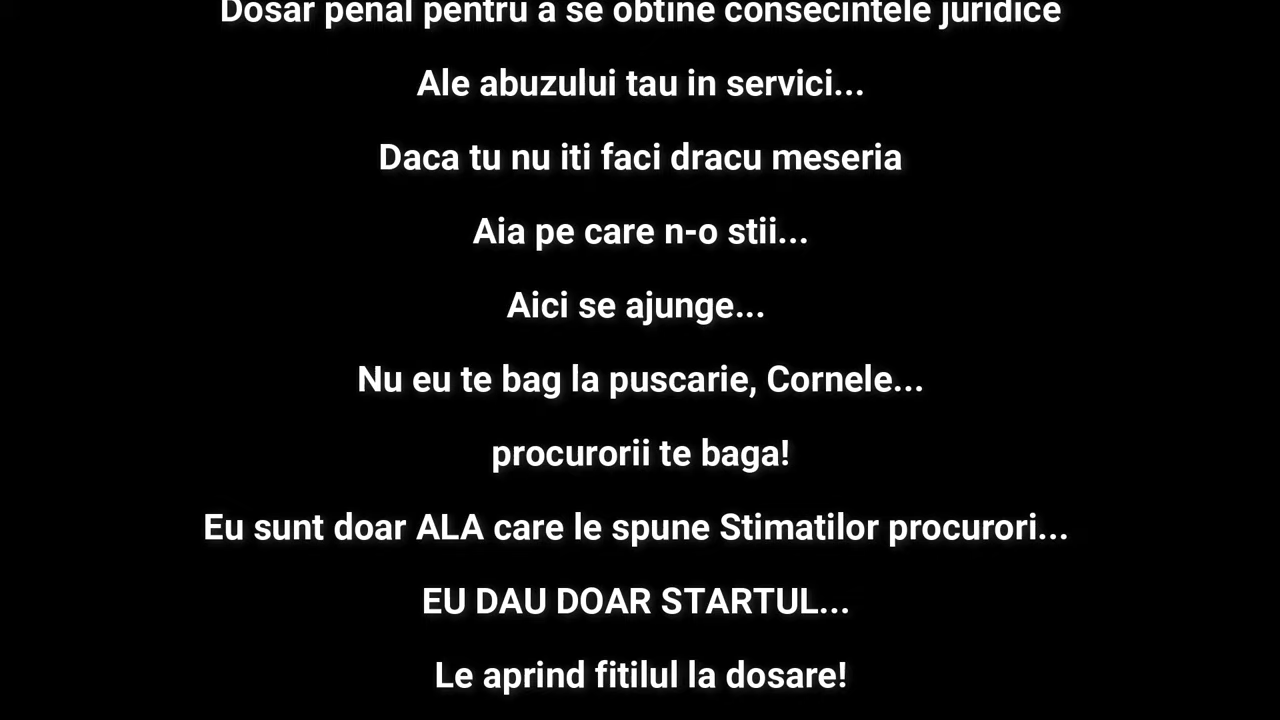 Dosar penal pentru a se obtine consecintele juridice
Ale abuzului tau in servici...
Daca tu nu iti faci dracu meseria
Aia pe care n-o stii...
Aici se ajunge...
Nu eu te bag la puscarie, Cornele...
procurorii te baga!
Eu sunt doar ALA care le spune Stimatilor procurori...
EU DAU DOAR STARTUL...
Le aprind fitilul la dosare!